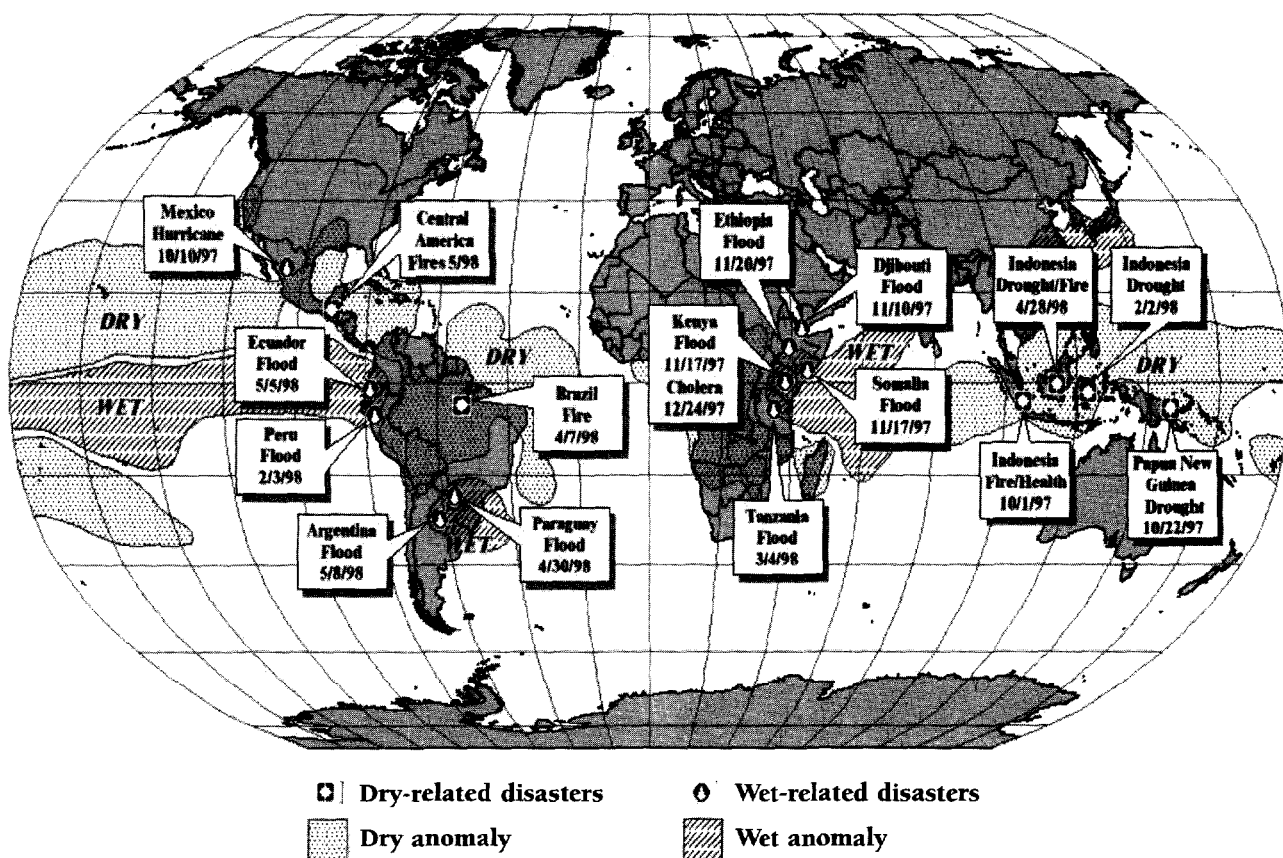 Mexico
Hurricane
10/10/97
Central
America
Fires 5/98
Ethiopia
Flood
11/20/97
Djibouti
Flood
11/10/97
Indonesia
Drought/Fire
4/28/98
Indonesia
Drought
2/2/98
DRY
Ecuador
Flood
5/5/98
DRY
Kenya
Flood
11/17/97
Cholera
12/24/97
WET
DRY
WET
Brazil
Fire
4/7/98
Somalia
Flood
11/17/97
Peru
Flood
2/3/98
Indonesia
Fire/Health
10/1/97
Papua New
Guinea
Drought
10/22/97
Argentina
Flood
5/8/98
WET
Paraguay
Flood
4/30/98
Tanzania
Flood
3/4/98
Dry-related disasters
Wet-related disasters
Dry anomaly
Wet anomaly